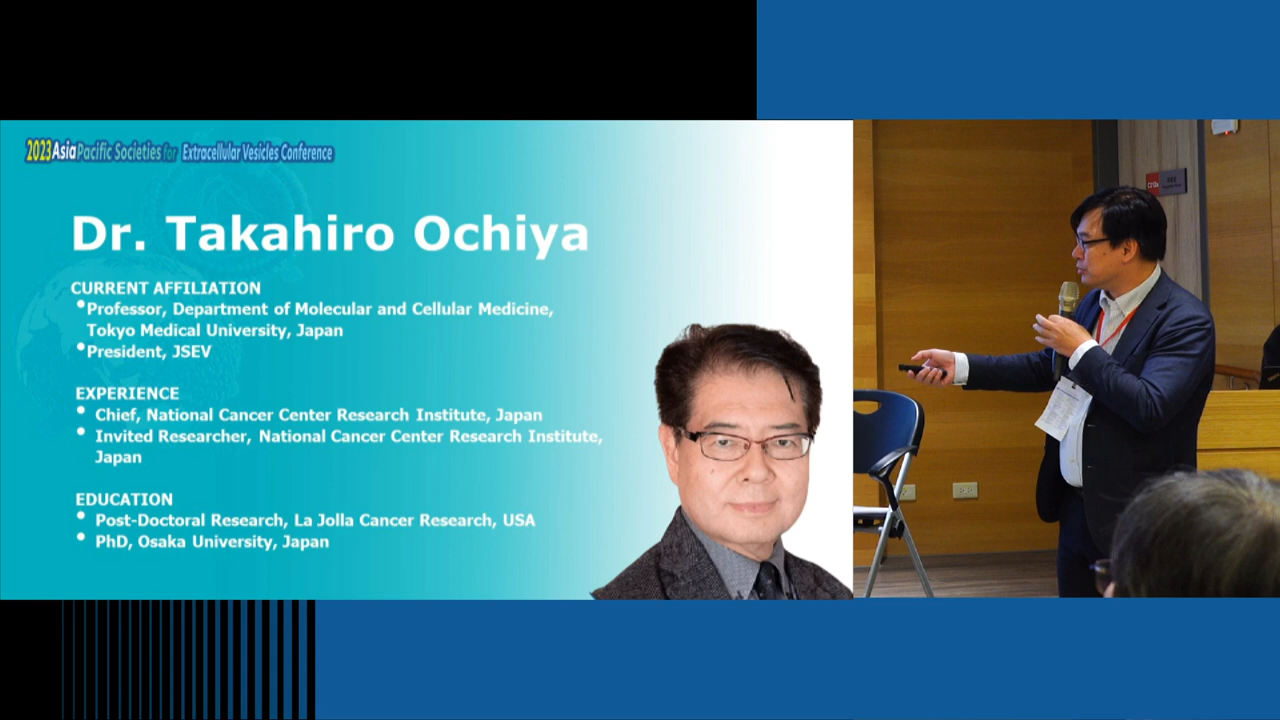 2023 Asia Pacific Societies for Extracellular Vesicles Conference
Dr. Takahiro Ochiya
CURRENT AFFILIATION
•Professor, Department of Molecular and Cellular Medicine,
Tokyo Medical University, Japan
•President, JSEV
EXPERIENCE
• Chief, National Cancer Center Research Institute, Japan
• Invited Researcher, National Cancer Center Research Institute,
Japan
EDUCATION
• Post-Doctoral Research, La Jolla Cancer Research, USA
• PhD, Osaka University, Japan